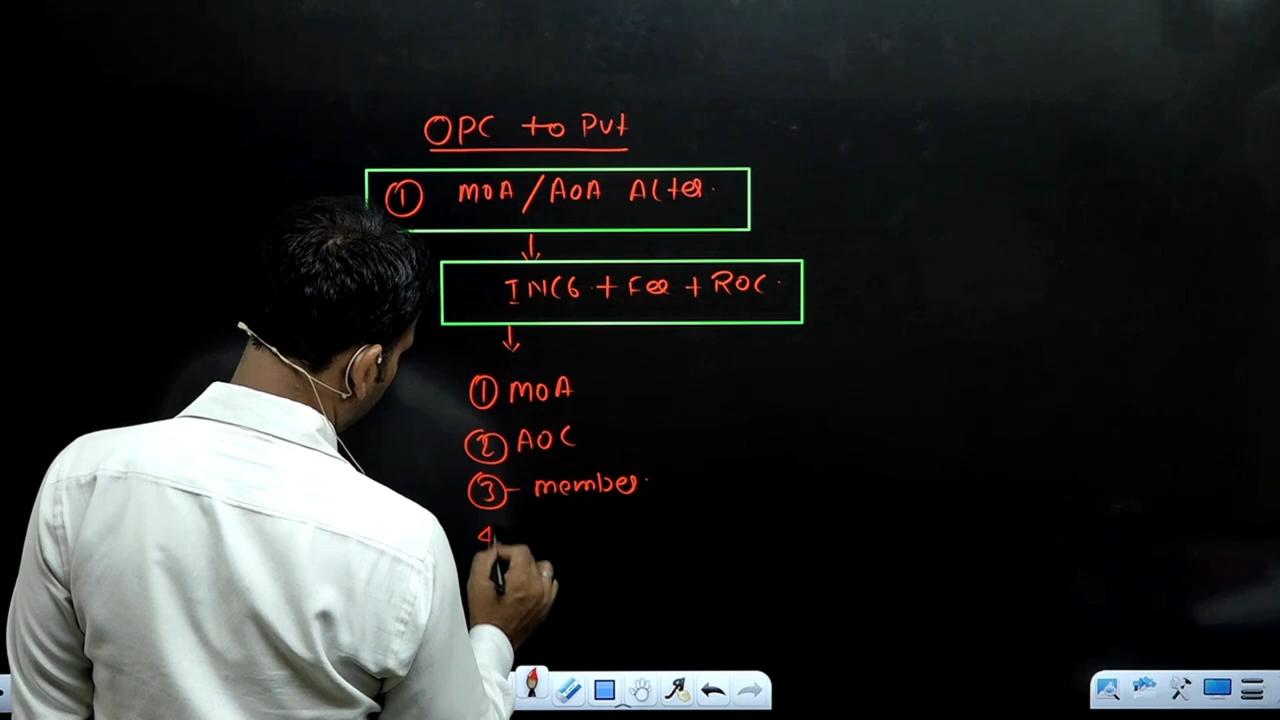 OPC to Pvt
① MOA/AOA Alter.
INC6 + Fee + ROC.
① MOA
② AOC
③ - member.
4